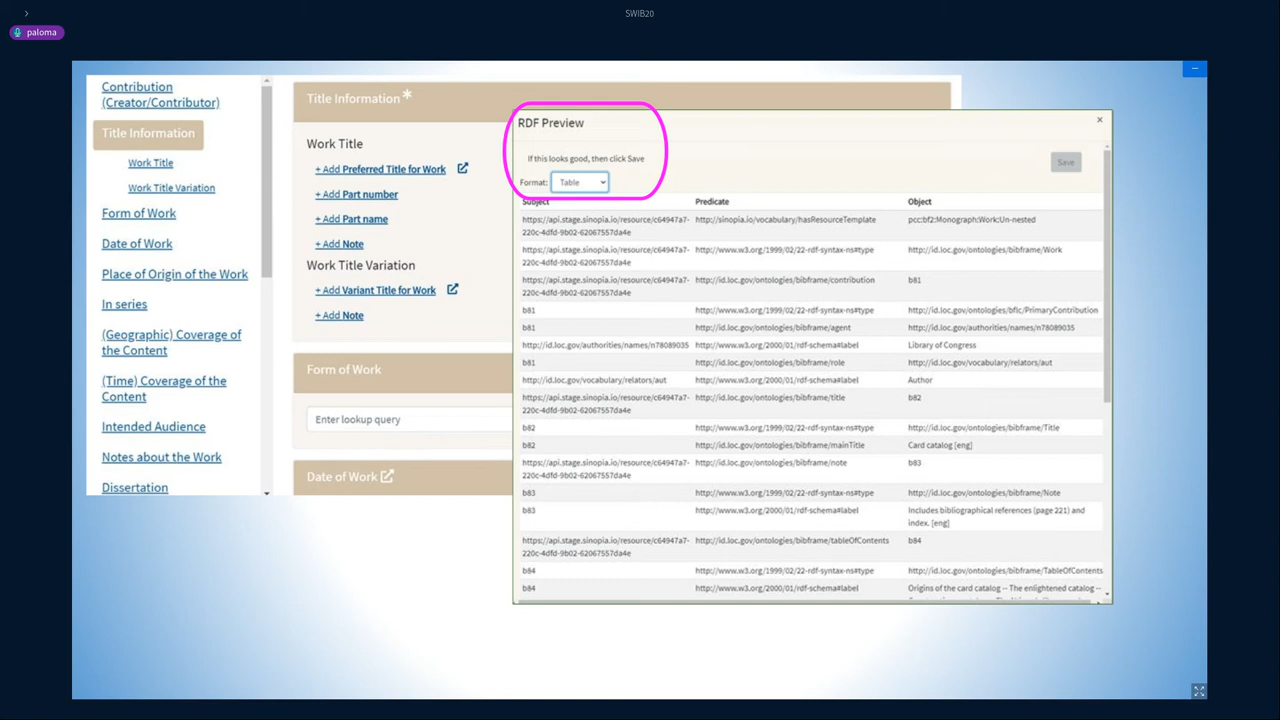 SWIB20
paloma
Contribution
(Creator/Contributor)
Title Information
Work Title
Work Title Variation
Form of Work
Date of Work
Place of Origin of the Work
In series
(Geographic) Coverage of
the Content
(Time) Coverage of the
Content
Intended Audience
Notes about the Work
Dissertation
Title Information *
Work Title
+ Add Preferred Title for Work
+ Add Part number
+ Add Part name
+ Add Note
Work Title Variation
+ Add Variant Title for Work
+ Add Note
Form of Work
Enter lookup query
Date of Work
RDF Preview
×
If this looks good, then click Save
Save
Format: Table
Subject Predicate Object
https://api.stage.sinopia.io/resource/c64947a7- http://sinopia.io/vocabulary/hasResourceTemplate pcc:bf2:Monograph:Work:Un-nested
220c-4dfd-9b02-62067557da4e
https://api.stage.sinopia.io/resource/c64947a7- http://www.w3.org/1999/02/22-rdf-syntax-ns#type http://id.loc.gov/ontologies/bibframe/Work
220c-4dfd-9b02-62067557da4e
https://api.stage.sinopia.io/resource/c64947a7- http://id.loc.gov/ontologies/bibframe/contribution b81
220c-4dfd-9b02-62067557da4e
b81 http://www.w3.org/1999/02/22-rdf-syntax-ns#type http://id.loc.gov/ontologies/bflc/PrimaryContribution
b81 http://id.loc.gov/ontologies/bibframe/agent http://id.loc.gov/authorities/names/n78089035
http://id.loc.gov/authorities/names/n78089035 http://www.w3.org/2000/01/rdf-schema#label Library of Congress
b81 http://id.loc.gov/ontologies/bibframe/role http://id.loc.gov/vocabulary/relators/aut
http://id.loc.gov/vocabulary/relators/aut http://www.w3.org/2000/01/rdf-schema#label Author
https://api.stage.sinopia.io/resource/c64947a7- http://id.loc.gov/ontologies/bibframe/title b82
220c-4dfd-9b02-62067557da4e
b82 http://www.w3.org/1999/02/22-rdf-syntax-ns#type http://id.loc.gov/ontologies/bibframe/Title
b82 http://id.loc.gov/ontologies/bibframe/mainTitle Card catalog [eng]
https://api.stage.sinopia.io/resource/c64947a7- http://id.loc.gov/ontologies/bibframe/note b83
220c-4dfd-9b02-62067557da4e
b83 http://www.w3.org/1999/02/22-rdf-syntax-ns#type http://id.loc.gov/ontologies/bibframe/Note
b83 http://www.w3.org/2000/01/rdf-schema#label Includes bibliographical references (page 221) and
index. [eng]
https://api.stage.sinopia.io/resource/c64947a7- http://id.loc.gov/ontologies/bibframe/tableOfContents b84
220c-4dfd-9b02-62067557da4e
b84 http://www.w3.org/1999/02/22-rdf-syntax-ns#type http://id.loc.gov/ontologies/bibframe/TableOfContents
b84 http://www.w3.org/2000/01/rdf-schema#label Origins of the card catalog -- The enlightened catalog --